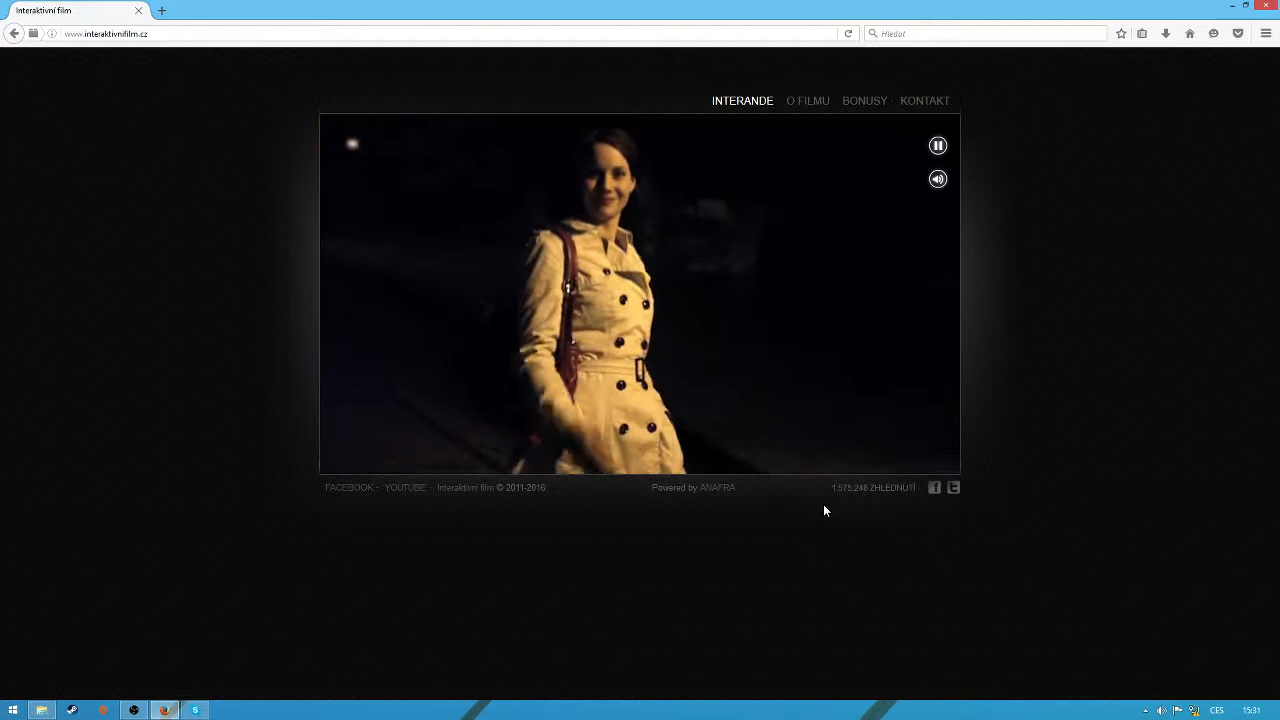 Interaktivní film
www.interaktivnifilm.cz
Hledat
INTERANDE O FILMU BONUSY KONTAKT
FACEBOOK · YOUTUBE Interaktivní film © 2011-2016 Powered by ANAFRA 1.575.248 ZHLÉDNUTÍ
CES 15:31